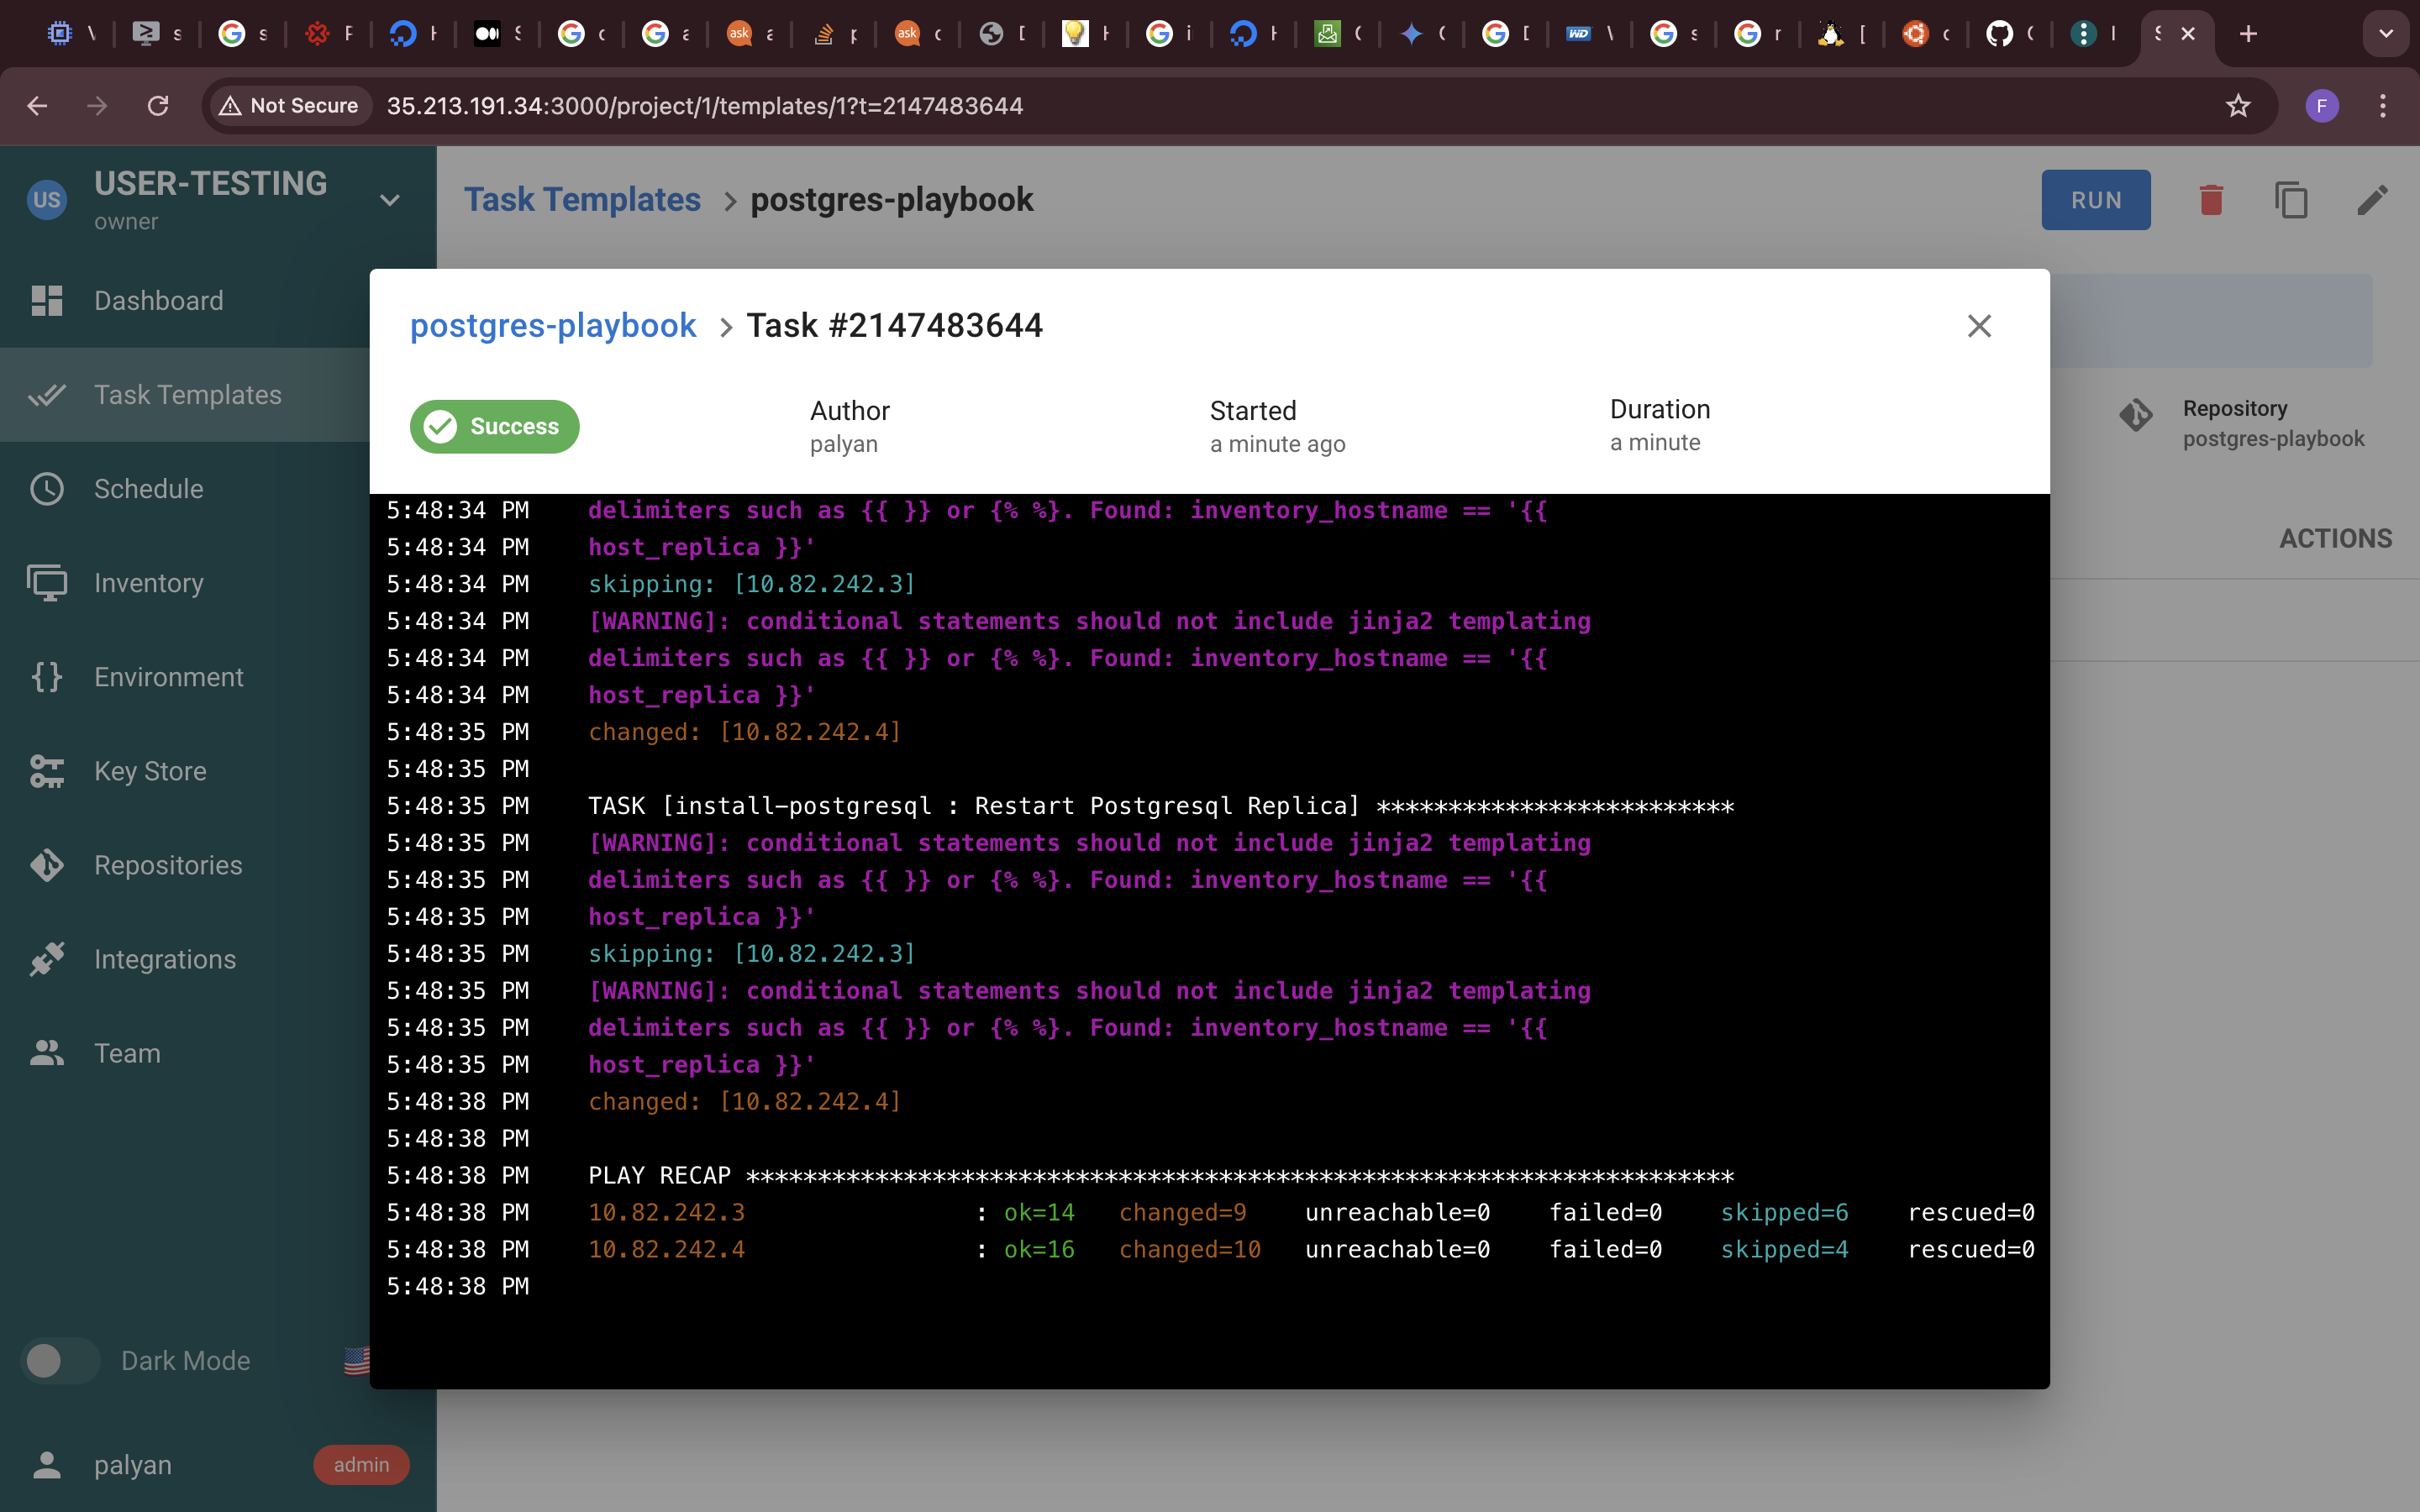 Not Secure
35.213.191.34:3000/project/1/templates/1?t=2147483644
F
US
USER-TESTING
owner
Dashboard
Task Templates
Schedule
Inventory
Environment
Key Store
Repositories
Integrations
Team
Dark Mode
palyan
admin
Task Templates > postgres-playbook
RUN
Repository
postgres-playbook
ACTIONS
postgres-playbook > Task #2147483644
Success
Author
palyan
Started
a minute ago
Duration
a minute
5:48:34 PM delimiters such as {{ }} or {% %}. Found: inventory_hostname == '{{
5:48:34 PM host_replica }}'
5:48:34 PM skipping: [10.82.242.3]
5:48:34 PM [WARNING]: conditional statements should not include jinja2 templating
5:48:34 PM delimiters such as {{ }} or {% %}. Found: inventory_hostname == '{{
5:48:34 PM host_replica }}'
5:48:35 PM changed: [10.82.242.4]
5:48:35 PM
5:48:35 PM TASK [install-postgresql : Restart Postgresql Replica] *************************
5:48:35 PM [WARNING]: conditional statements should not include jinja2 templating
5:48:35 PM delimiters such as {{ }} or {% %}. Found: inventory_hostname == '{{
5:48:35 PM host_replica }}'
5:48:35 PM skipping: [10.82.242.3]
5:48:35 PM [WARNING]: conditional statements should not include jinja2 templating
5:48:35 PM delimiters such as {{ }} or {% %}. Found: inventory_hostname == '{{
5:48:35 PM host_replica }}'
5:48:38 PM changed: [10.82.242.4]
5:48:38 PM
5:48:38 PM PLAY RECAP *********************************************************************
5:48:38 PM 10.82.242.3 : ok=14 changed=9 unreachable=0 failed=0 skipped=6 rescued=0
5:48:38 PM 10.82.242.4 : ok=16 changed=10 unreachable=0 failed=0 skipped=4 rescued=0
5:48:38 PM